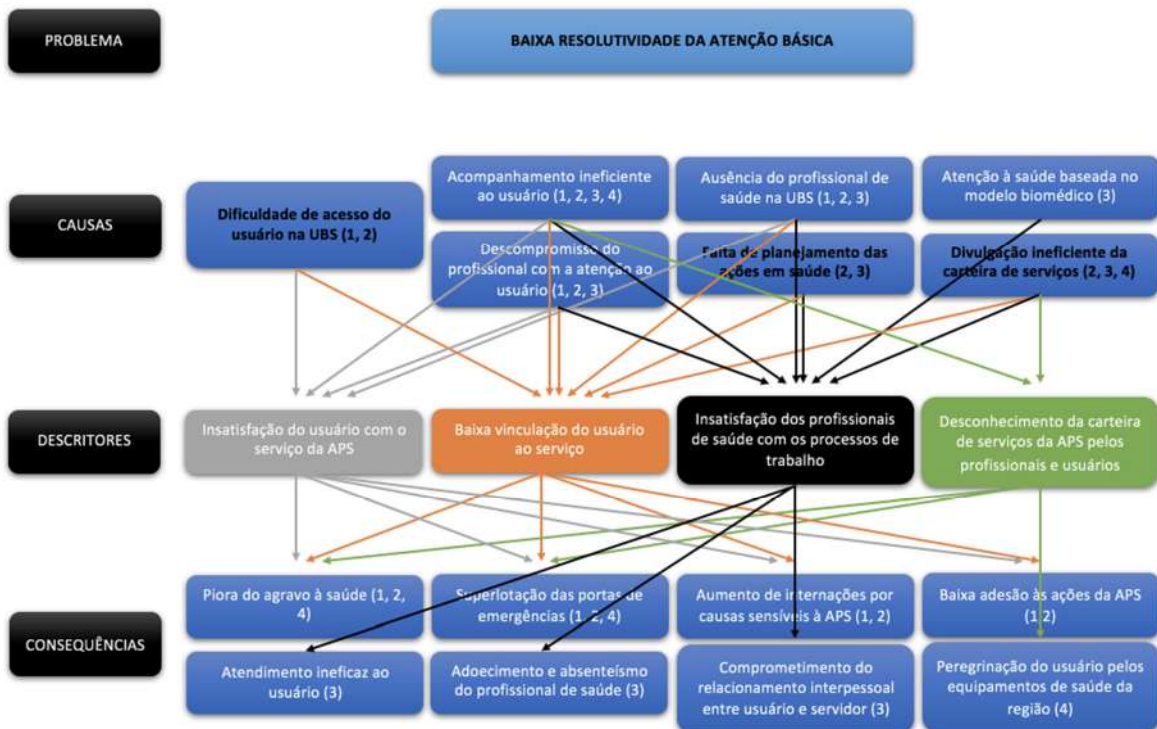 PROBLEMA
BAIXA RESOLUTIVIDADE DA ATENÇÃO BÁSICA
CAUSAS
Dificuldade de acesso do
usuário na UBS (1, 2)
Acompanhamento ineficiente
ao usuário (1, 2, 3, 4)
Ausência do profissional de
saúde na UBS (1, 2, 3)
Atenção à saúde baseada no
modelo biomédico (3)
Descompromisso do
profissional com a atenção ao
usuário (1, 2, 3)
Falta de planejamento das
ações em saúde (2, 3)
Divulgação ineficiente da
carteira de serviços (2, 3, 4)
DESCRITORES
Insatisfação do usuário com o
serviço da APS
Baixa vinculação do usuário
ao serviço
Insatisfação dos profissionais
de saúde com os processos de
trabalho
Desconhecimento da carteira
de serviços da APS pelos
profissionais e usuários
CONSEQUÊNCIAS
Piora do agravo à saúde (1, 2,
4)
Superlotação das portas de
emergências (1, 2, 4)
Aumento de internações por
causas sensíveis à APS (1, 2)
Baixa adesão às ações da APS
(1,2)
Atendimento ineficaz ao
usuário (3)
Adoecimento e absenteísmo
do profissional de saúde (3)
Comprometimento do
relacionamento interpessoal
entre usuário e servidor (3)
Peregrinação do usuário pelos
equipamentos de saúde da
região (4)